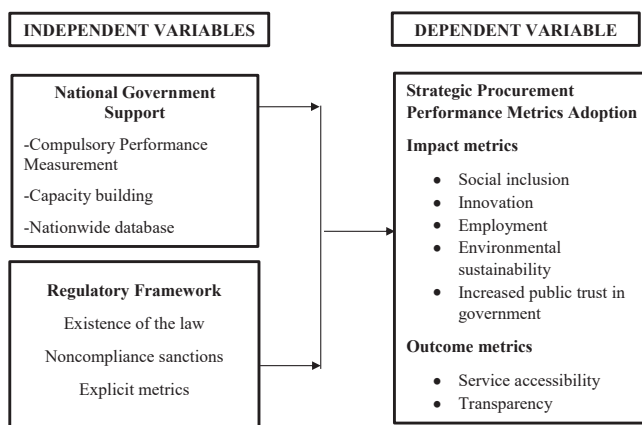 INDEPENDENT VARIABLES
DEPENDENT VARIABLE
National Government
Support
-Compulsory Performance
Measurement
-Capacity building
-Nationwide database
Regulatory Framework
Existence of the law
Noncompliance sanctions
Explicit metrics
Strategic Procurement
Performance Metrics Adoption
Impact metrics
● Social inclusion
● Innovation
● Employment
● Environmental
sustainability
● Increased public trust in
government
Outcome metrics
● Service accessibility
● Transparency